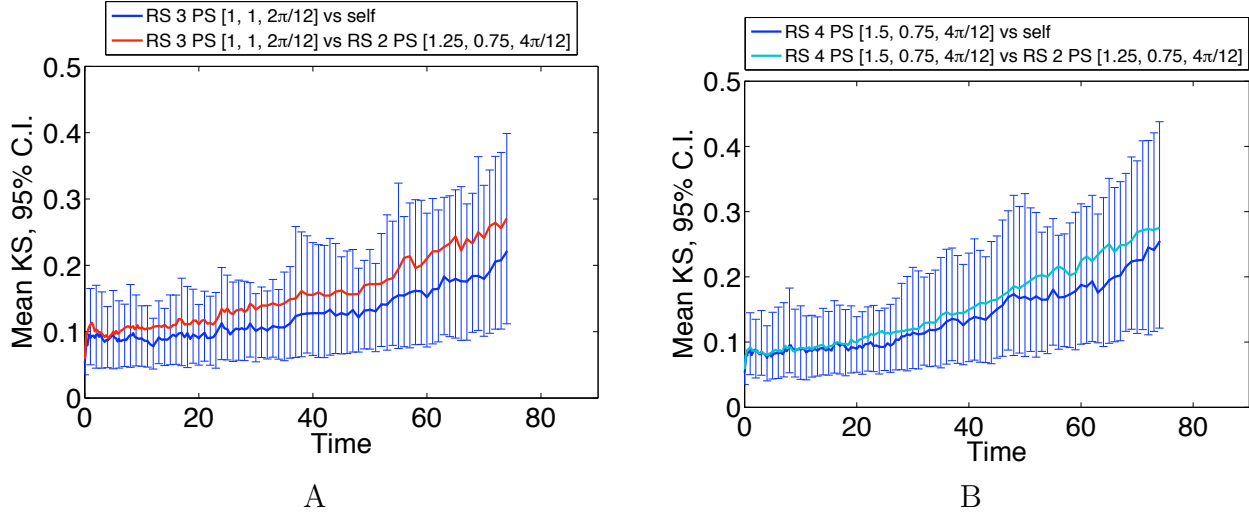 RS 3 PS [1, 1, 2π/12] vs self
RS 3 PS [1, 1, 2π/12] vs RS 2 PS [1.25, 0.75, 4π/12]
0.5
0.4
0.3
0.2
0.1
0
Mean KS, 95% C.I.
0 20 40 60 80
Time
A
RS 4 PS [1.5, 0.75, 4π/12] vs self
RS 4 PS [1.5, 0.75, 4π/12] vs RS 2 PS [1.25, 0.75, 4π/12]
0.5
0.4
0.3
0.2
0.1
0
Mean KS, 95% C.I.
0 20 40 60 80
Time
B